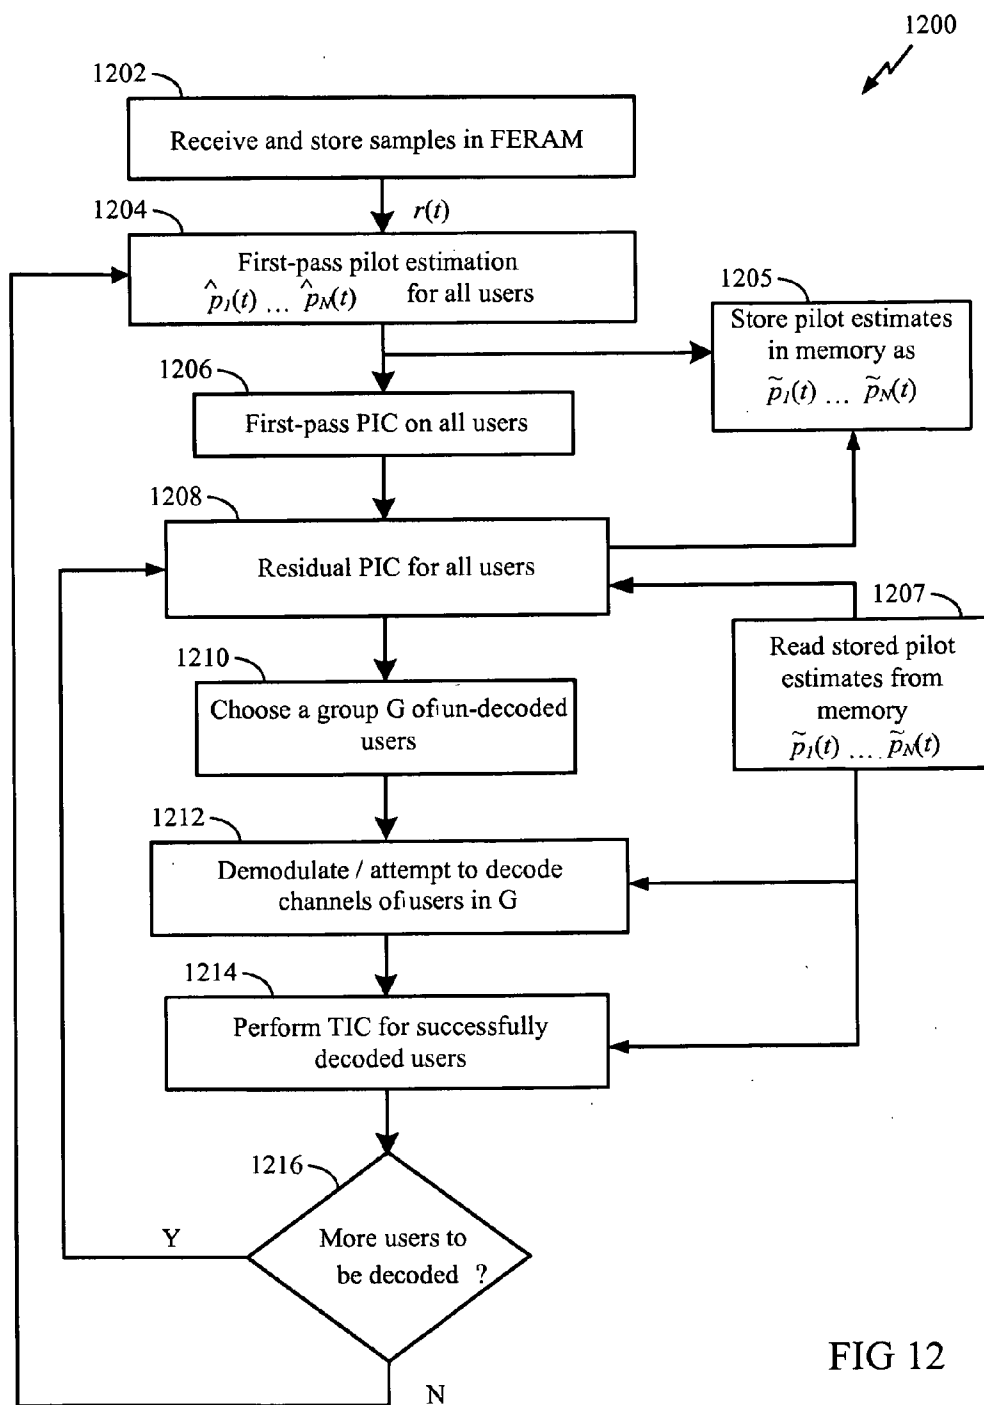 1200
1202
Receive and store samples in FERAM
r(t)
1204
First-pass pilot estimation
p̂₁(t) ... p̂N(t) for all users
1205
Store pilot estimates
in memory as
p̃₁(t) ... p̃N(t)
1206
First-pass PIC on all users
1208
Residual PIC for all users
1207
Read stored pilot
estimates from
memory
p̃₁(t) ... p̃N(t)
1210
Choose a group G of un-decoded
users
1212
Demodulate / attempt to decode
channels of users in G
1214
Perform TIC for successfully
decoded users
1216
More users to
be decoded ?
Y
N
FIG 12